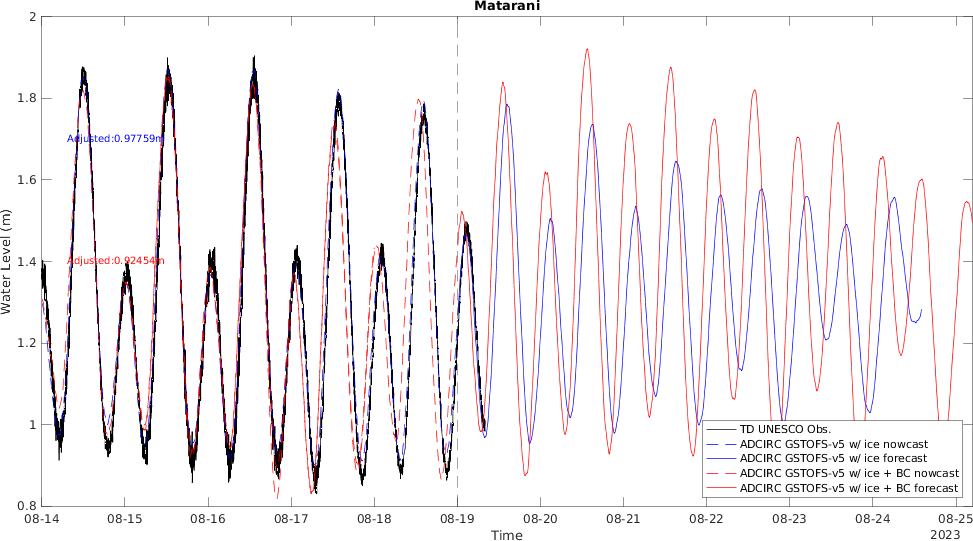 Matarani
2
1.8
1.6
1.4
1.2
1
0.8
Water Level (m)
Adjusted:0.97759m
Adjusted:0.92454m
TD UNESCO Obs.
ADCIRC GSTOFS-v5 w/ ice nowcast
ADCIRC GSTOFS-v5 w/ ice forecast
ADCIRC GSTOFS-v5 w/ ice + BC nowcast
ADCIRC GSTOFS-v5 w/ ice + BC forecast
08-14 08-15 08-16 08-17 08-18 08-19 08-20 08-21 08-22 08-23 08-24 08-25
Time
2023